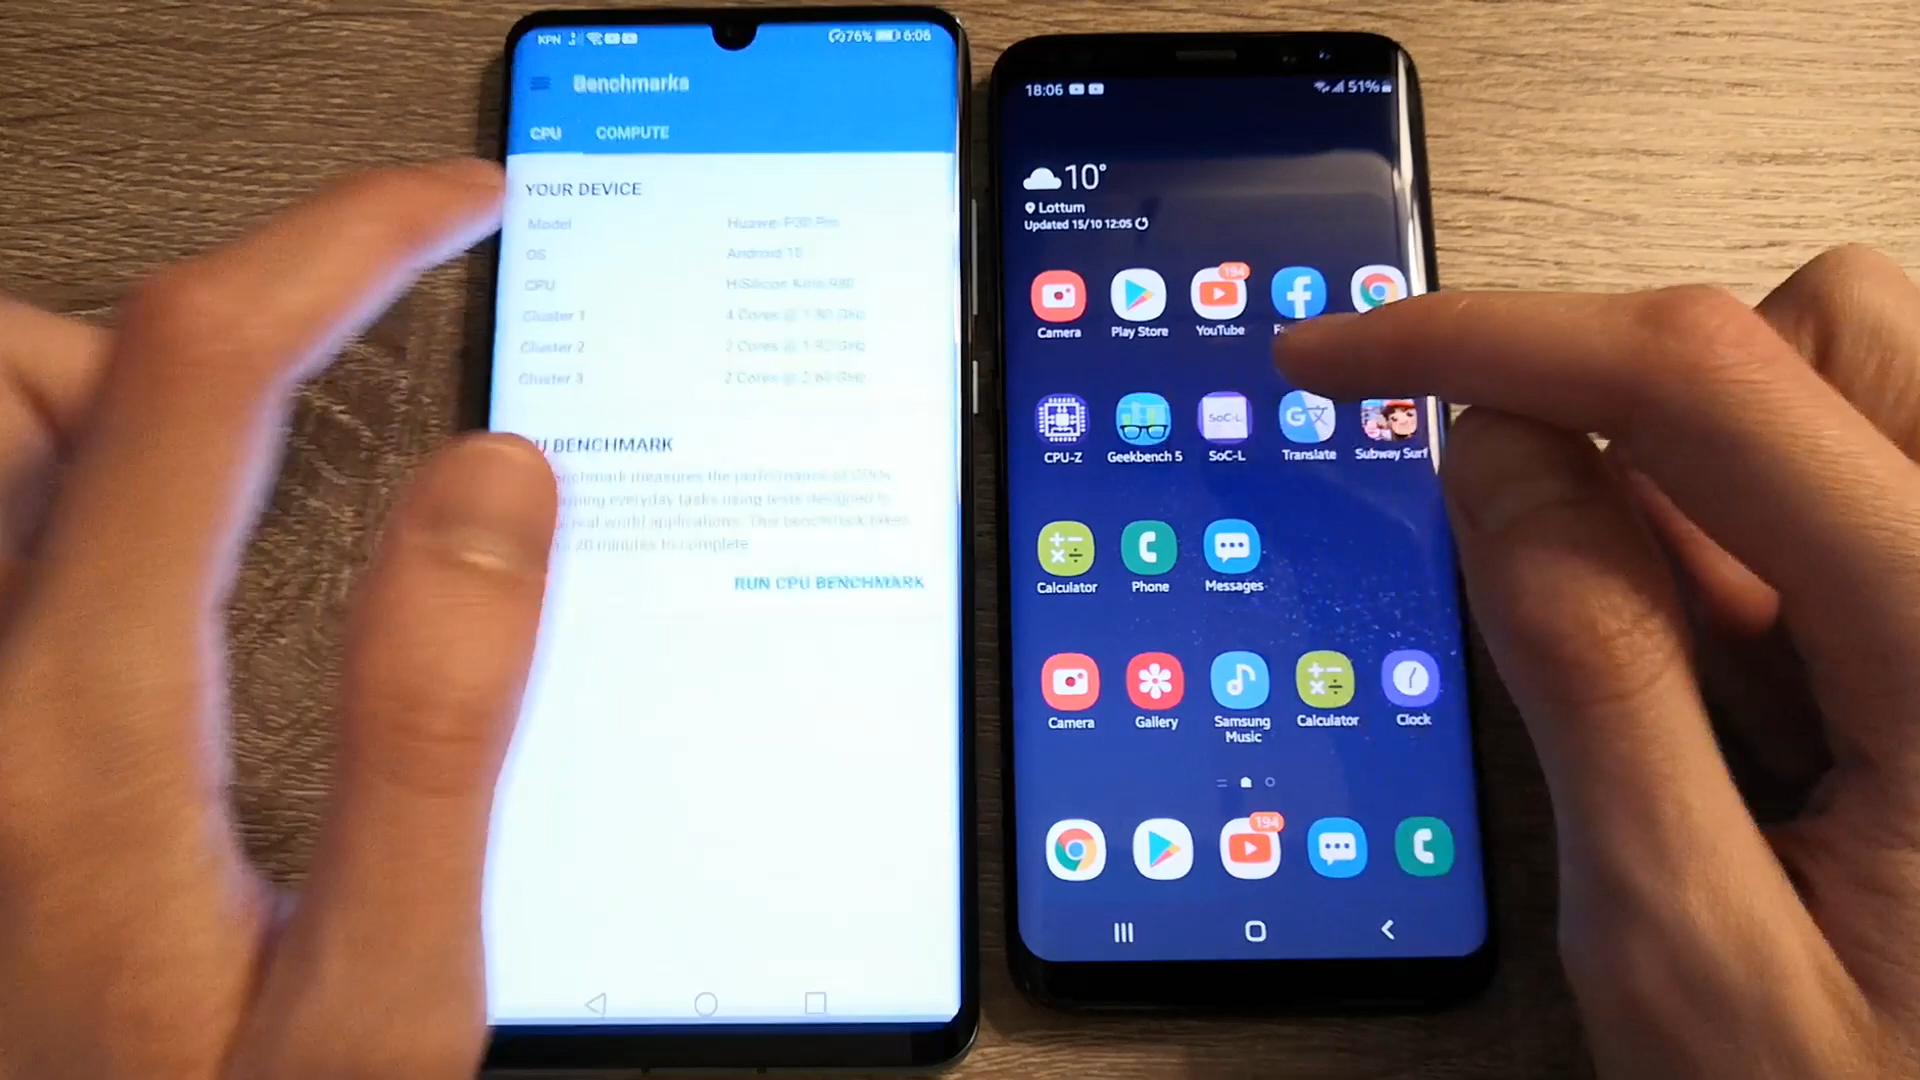 KPN 76% 6:06
Benchmarks
CPU COMPUTE
YOUR DEVICE
Model Huawei P30 Pro
OS Android 10
CPU HiSilicon Kirin 980
Cluster 1 4 Cores @ 1.80 GHz
Cluster 2 2 Cores @ 1.92 GHz
Cluster 3 2 Cores @ 2.60 GHz
U BENCHMARK
nchmark measures the performance of CPUs
everyday tasks using tests designed to
real world applications. This benchmark takes
20 minutes to complete
RUN CPU BENCHMARK
18:06 51%
10°
Lottum
Updated 15/10 12:05
194
Camera Play Store YouTube
SoC-L
CPU-Z Geekbench 5 SoC-L Translate Subway Surf
Calculator Phone Messages
Camera Gallery Samsung Music Calculator Clock
194